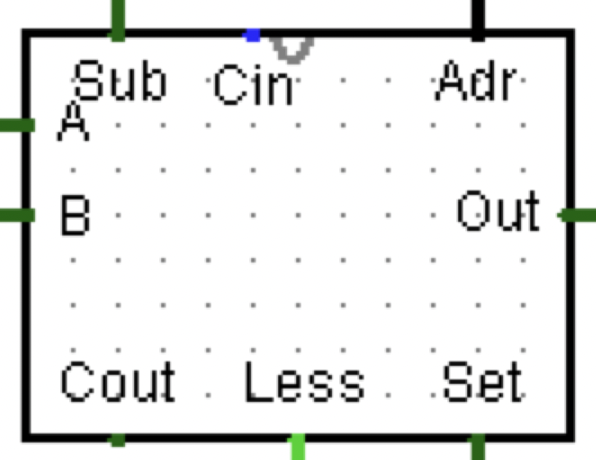 Sub Cin Adr
A
B Out
Cout Less Set